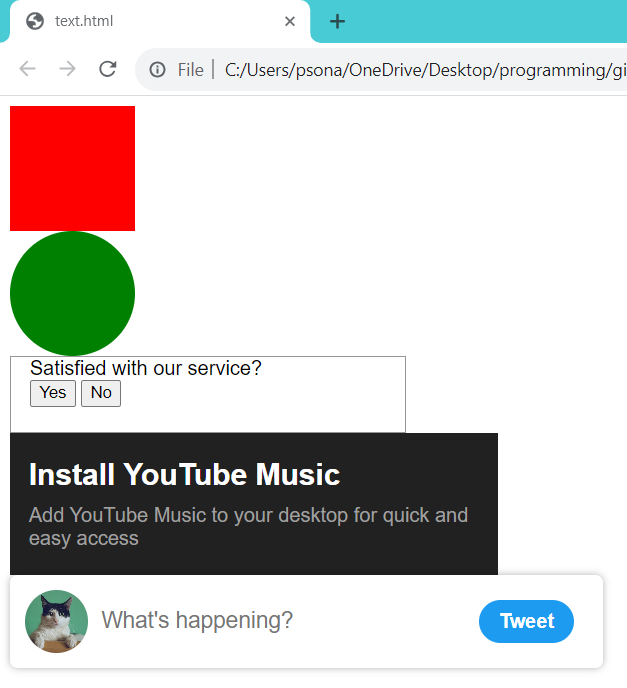 text.html
File C:/Users/psona/OneDrive/Desktop/programming/gi
Satisfied with our service?
Yes No
Install YouTube Music
Add YouTube Music to your desktop for quick and
easy access
What's happening? Tweet